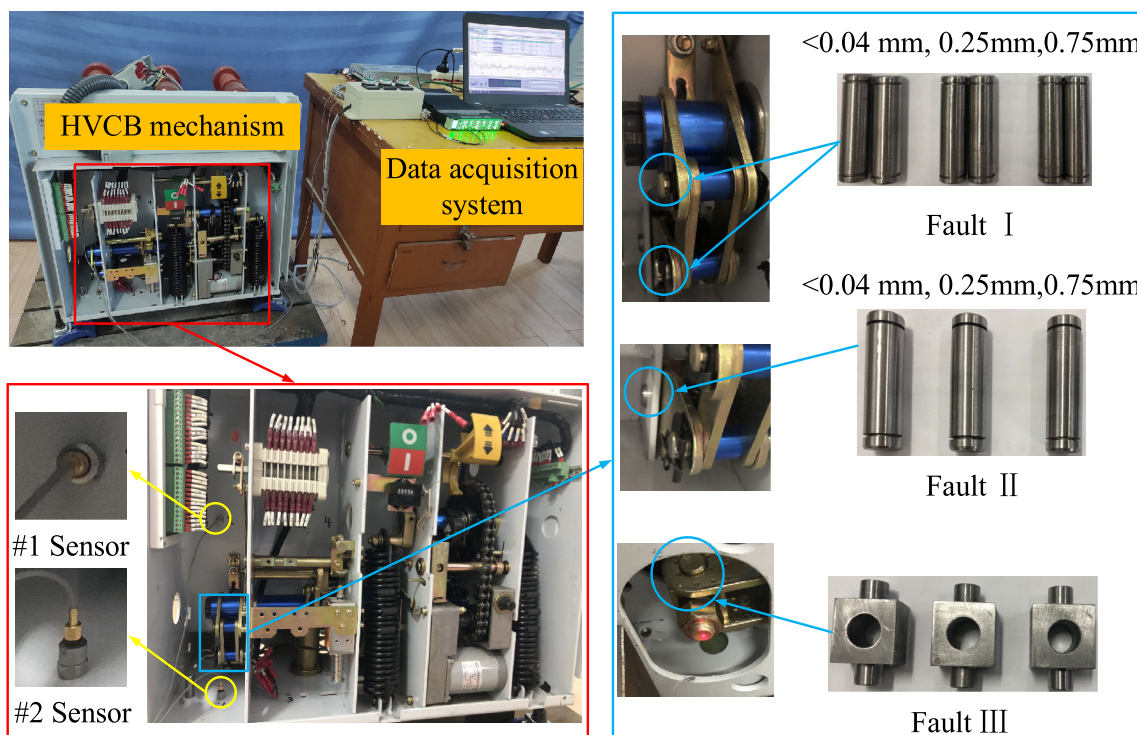 HVCB mechanism
Data acquisition
system
#1 Sensor
#2 Sensor
<0.04 mm, 0.25mm,0.75mm
Fault Ⅰ
<0.04 mm, 0.25mm,0.75mm
Fault Ⅱ
Fault Ⅲ
O
I
4